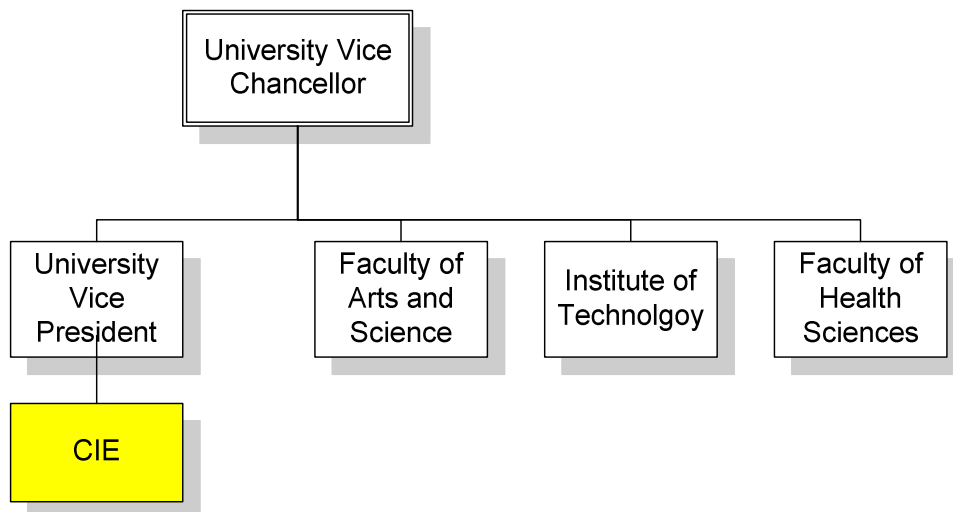 University Vice
Chancellor
University
Vice
President
Faculty of
Arts and
Science
Institute of
Technolgoy
Faculty of
Health
Sciences
CIE